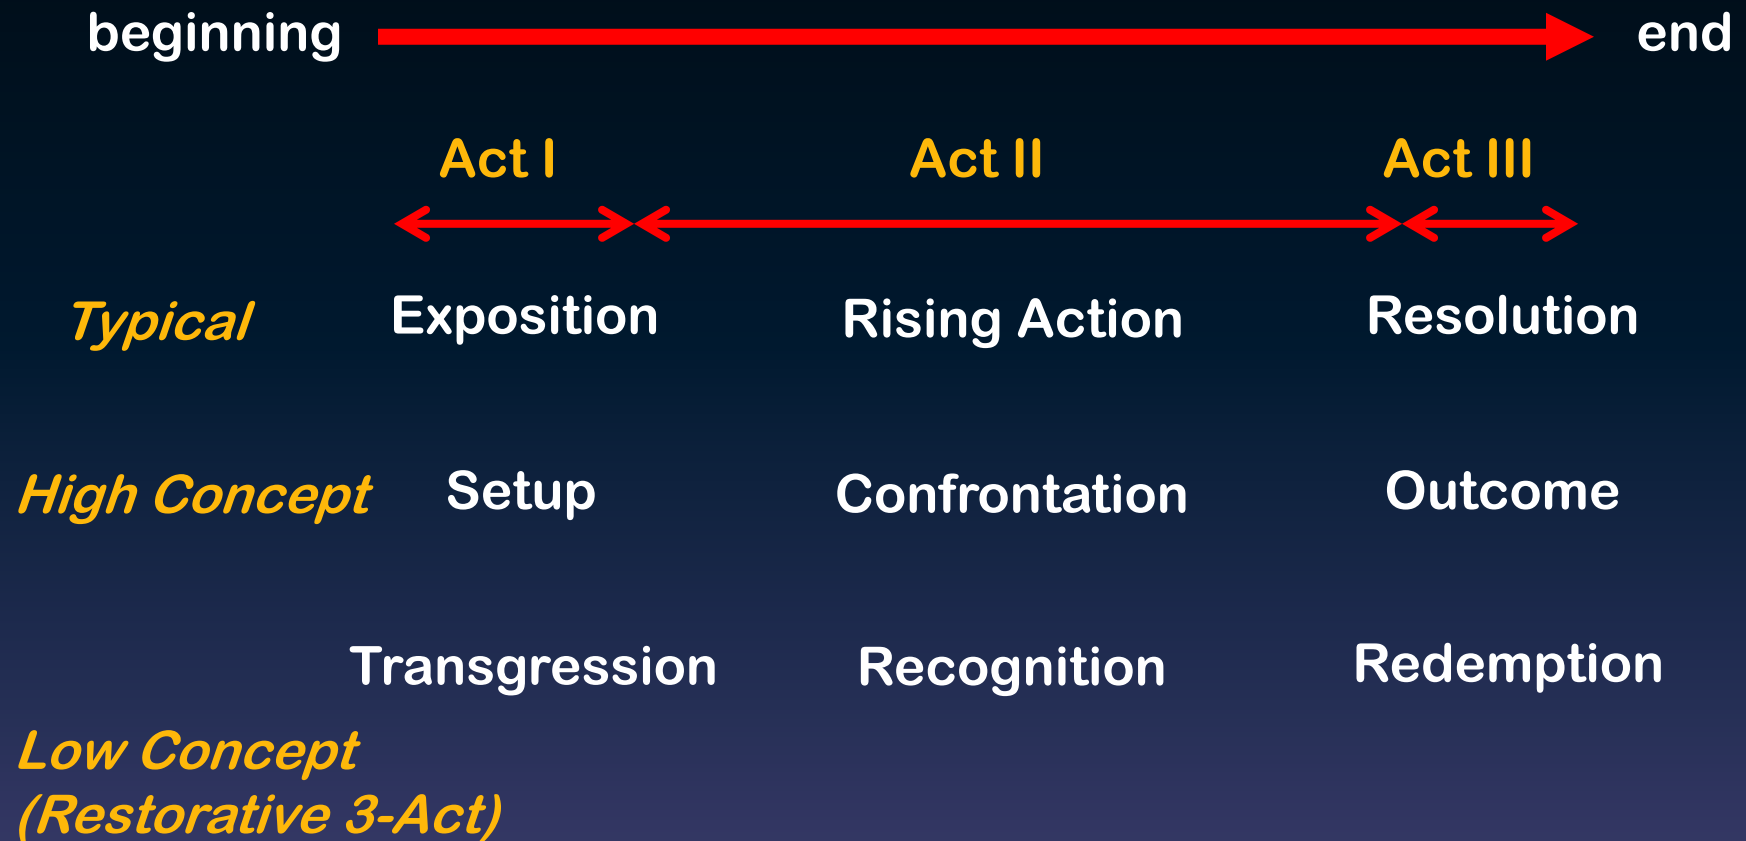 beginning end
Act I Act II Act III
Typical Exposition Rising Action Resolution
High Concept Setup Confrontation Outcome
Transgression Recognition Redemption
Low Concept
(Restorative 3-Act)